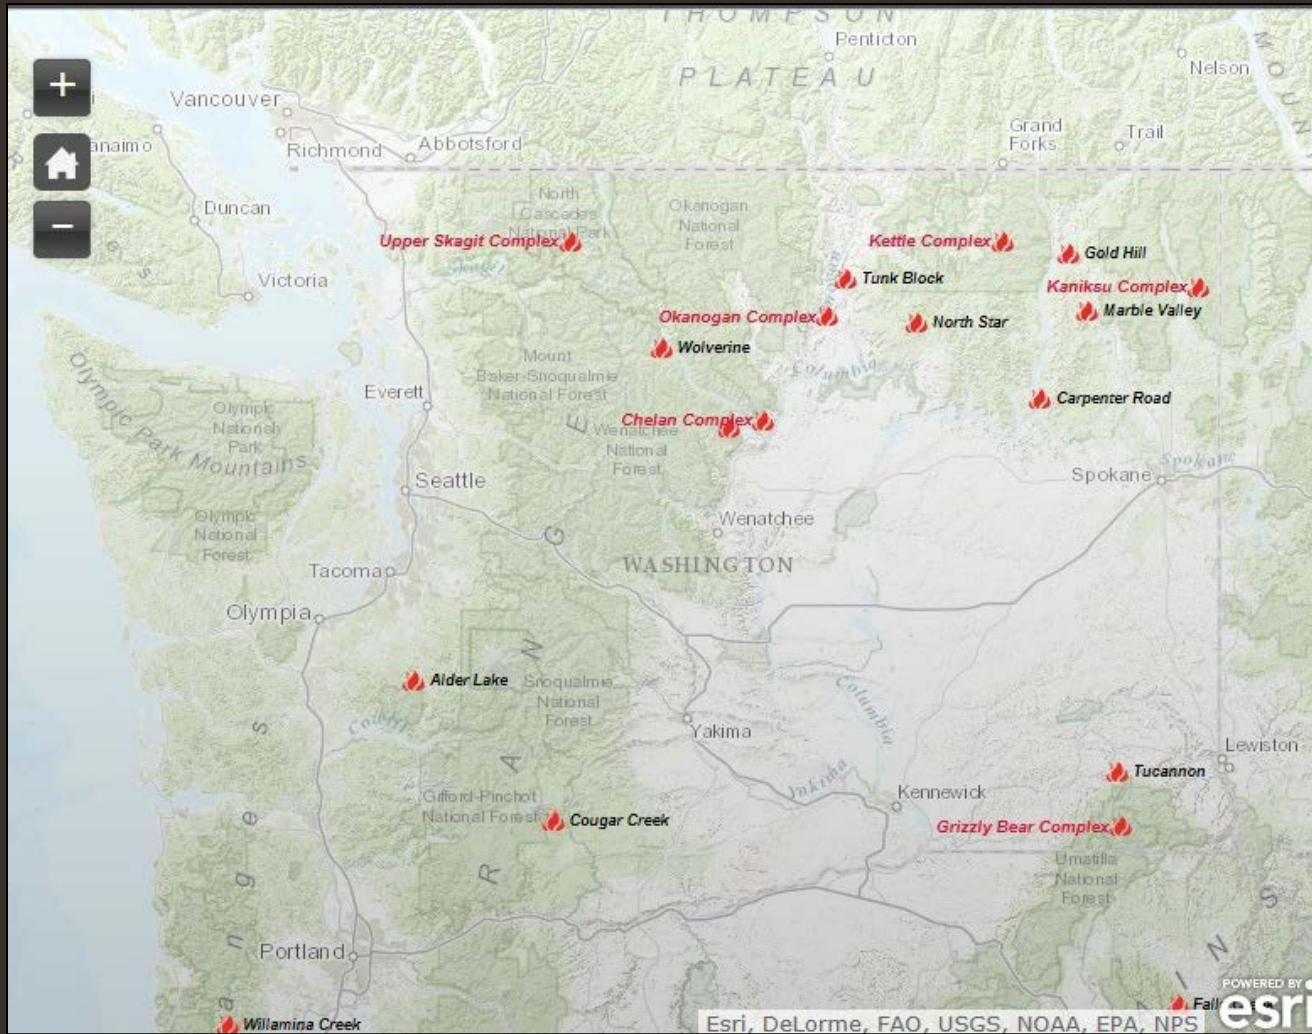 THOMPSON
PLATEAU
Penticton
Nelson
Vancouver
Richmond
Abbotsford
anaimo
Grand
Forks
Trail
Duncan
Victoria
North
Cascades
National Park
Okanogan
National
Forest
Upper Skagit Complex
Skagit
Kettle Complex
Gold Hill
Tunk Block
Kaniksu Complex
Marble Valley
Okanogan Complex
North Star
Wolverine
Mount
Baker-Snoqualmie
National Forest
Columbia
Everett
Carpenter Road
Olympic Park Mountains
Olympic
National
Park
Chelan Complex
Wenatchee
National
Forest
Spokane
Spokane
Seattle
Olympic
National
Forest
Wenatchee
WASHINGTON
Tacoma
Olympia
Alder Lake
Snoqualmie
National
Forest
Cowlitz
Columbia
Yakima
Yakima
Lewiston
Tucannon
Kennewick
Gifford-Pinchot
National Forest
Cougar Creek
Grizzly Bear Complex
Umatilla
National
Forest
Portland
Willamina Creek
POWERED BY
esri
Esri, DeLorme, FAO, USGS, NOAA, EPA, NPS